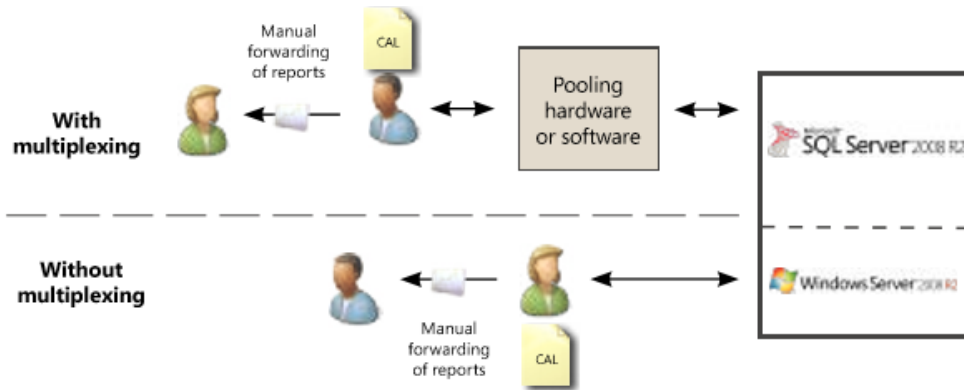 Manual
forwarding
of reports
CAL
With
multiplexing
Pooling
hardware
or software
Microsoft
SQL Server 2008 R2
Without
multiplexing
Manual
forwarding
of reports
CAL
Windows Server 2008 R2